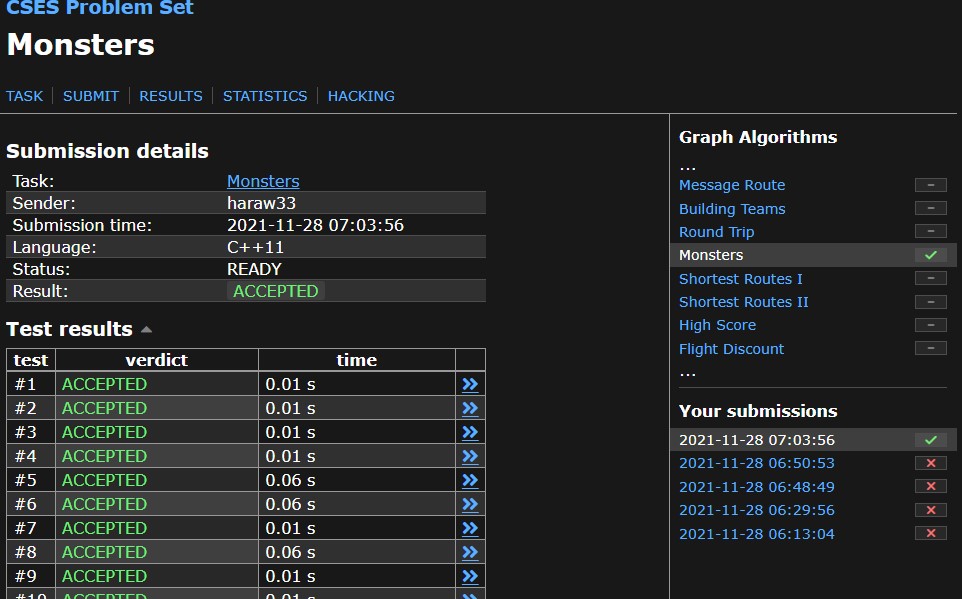 CSES Problem Set
Monsters
TASK SUBMIT RESULTS STATISTICS HACKING
Submission details
Task: Monsters
Sender: haraw33
Submission time: 2021-11-28 07:03:56
Language: C++11
Status: READY
Result: ACCEPTED
Test results
test verdict time
#1 ACCEPTED 0.01 s »
#2 ACCEPTED 0.01 s »
#3 ACCEPTED 0.01 s »
#4 ACCEPTED 0.01 s »
#5 ACCEPTED 0.06 s »
#6 ACCEPTED 0.06 s »
#7 ACCEPTED 0.01 s »
#8 ACCEPTED 0.06 s »
#9 ACCEPTED 0.01 s »
#10 ACCEPTED 0.01 s »
Graph Algorithms
...
Message Route –
Building Teams –
Round Trip –
Monsters ✓
Shortest Routes I –
Shortest Routes II –
High Score –
Flight Discount –
...
Your submissions
2021-11-28 07:03:56 ✓
2021-11-28 06:50:53 ×
2021-11-28 06:48:49 ×
2021-11-28 06:29:56 ×
2021-11-28 06:13:04 ×